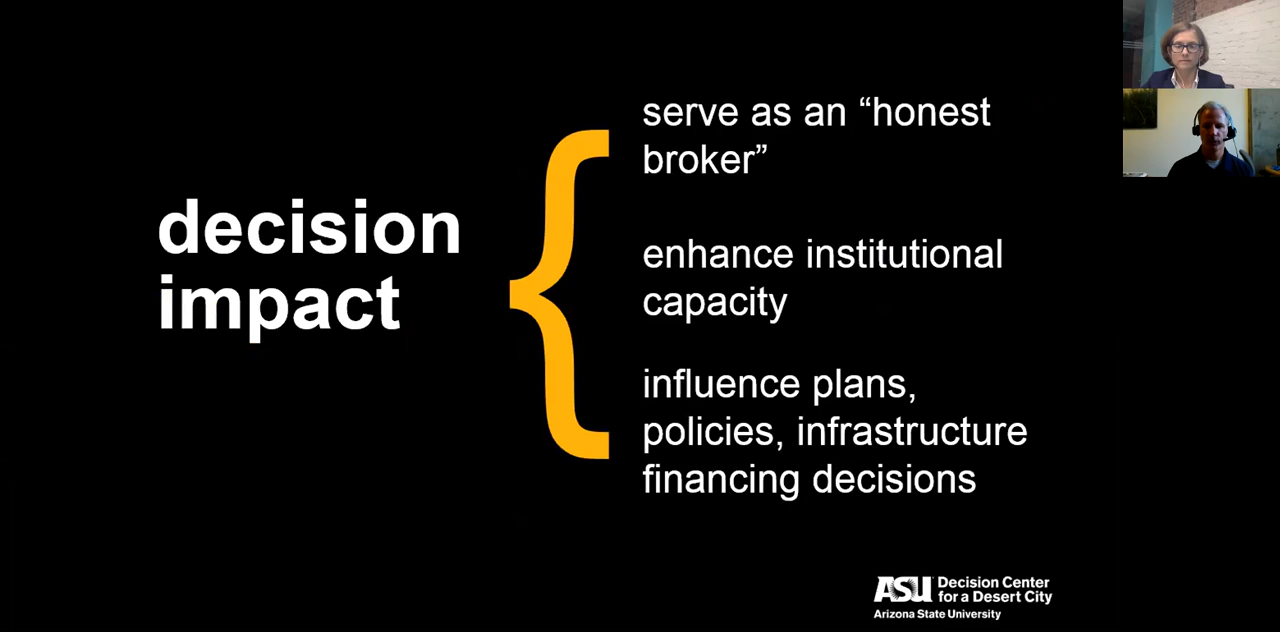 decision
impact
serve as an “honest
broker”
enhance institutional
capacity
influence plans,
policies, infrastructure
financing decisions
ASU Decision Center
for a Desert City
Arizona State University